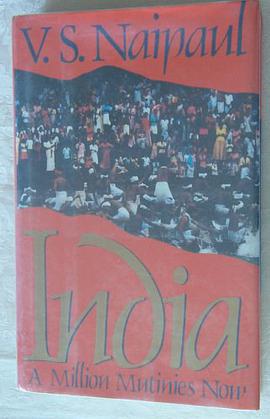 V. S. Naipaul
India
A Million Mutinies Now